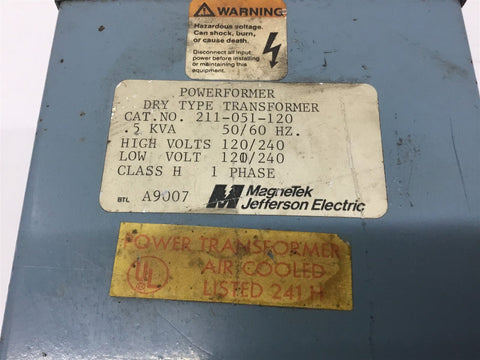 WARNING
Hazardous voltage.
Can shock, burn,
or cause death.
Disconnect all input
power before installing
or maintaining this
equipment.
POWERFORMER
DRY TYPE TRANSFORMER
CAT.NO. 211-051-120
.5 KVA 50/60 HZ.
HIGH VOLTS 120/240
LOW VOLT 120/240
CLASS H 1 PHASE
BTL A9007 MagneTek
Jefferson Electric
POWER TRANSFORMER
UL AIR COOLED
LISTED 241 H